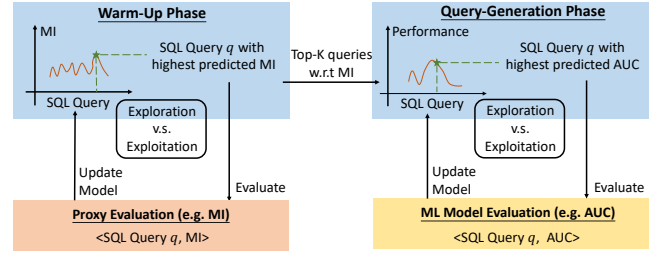 Warm-Up Phase
MI
SQL Query q with
highest predicted MI
SQL Query
Exploration
v.s.
Exploitation
Update
Model
Evaluate
Proxy Evaluation (e.g. MI)
<SQL Query q, MI>
Top-K queries
w.r.t MI
Query-Generation Phase
Performance
SQL Query q with
highest predicted AUC
SQL Query
Exploration
v.s.
Exploitation
Update
Model
Evaluate
ML Model Evaluation (e.g. AUC)
<SQL Query q, AUC>